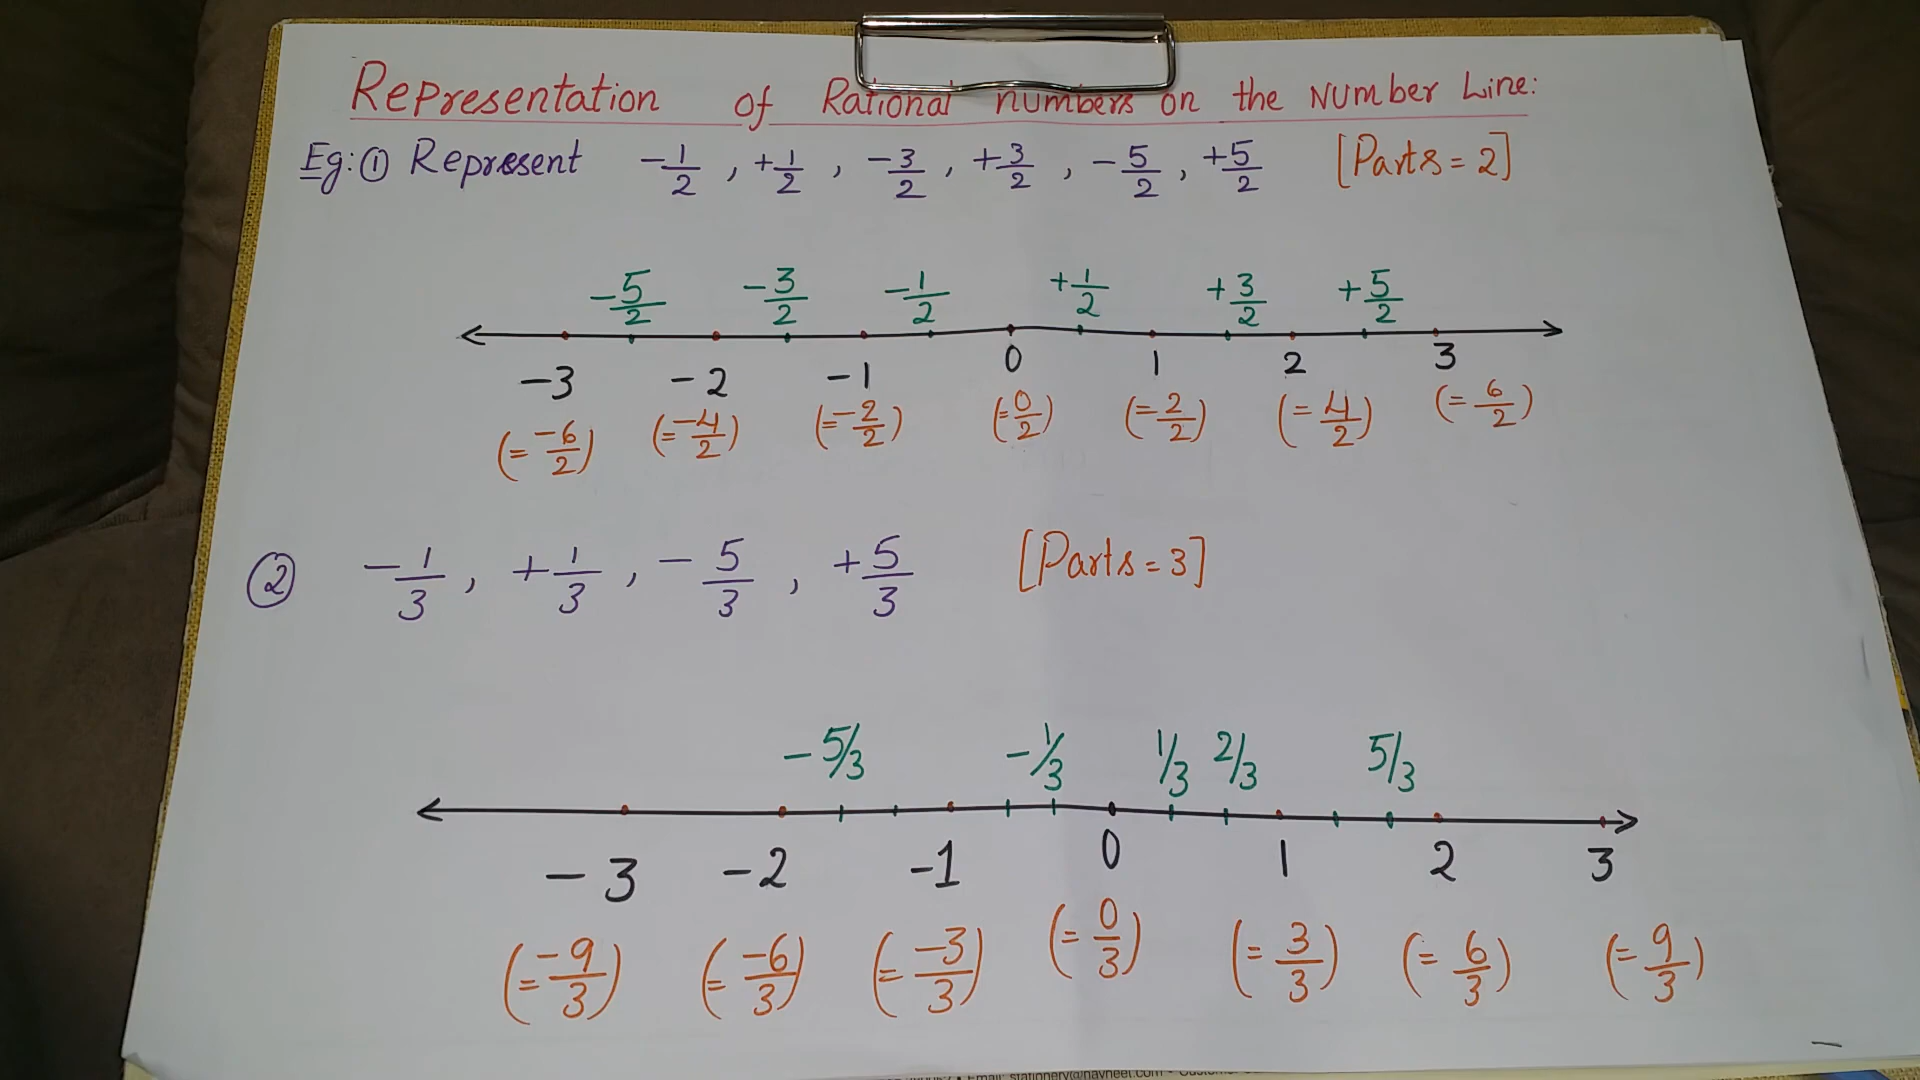 Representation of Rational numbers on the Number Line:
Eg: ① Represent -1/2, +1/2, -3/2, +3/2, -5/2, +5/2 [Parts = 2]
-5/2 -3/2 -1/2 +1/2 +3/2 +5/2
-3 -2 -1 0 1 2 3
(= -6/2) (= -4/2) (= -2/2) (= 0/2) (= 2/2) (= 4/2) (= 6/2)
② -1/3, +1/3, -5/3, +5/3 [Parts = 3]
-5/3 -1/3 1/3 2/3 5/3
-3 -2 -1 0 1 2 3
(= -9/3) (= -6/3) (= -3/3) (= 0/3) (= 3/3) (= 6/3) (= 9/3)
Email: stationery@navneet.com